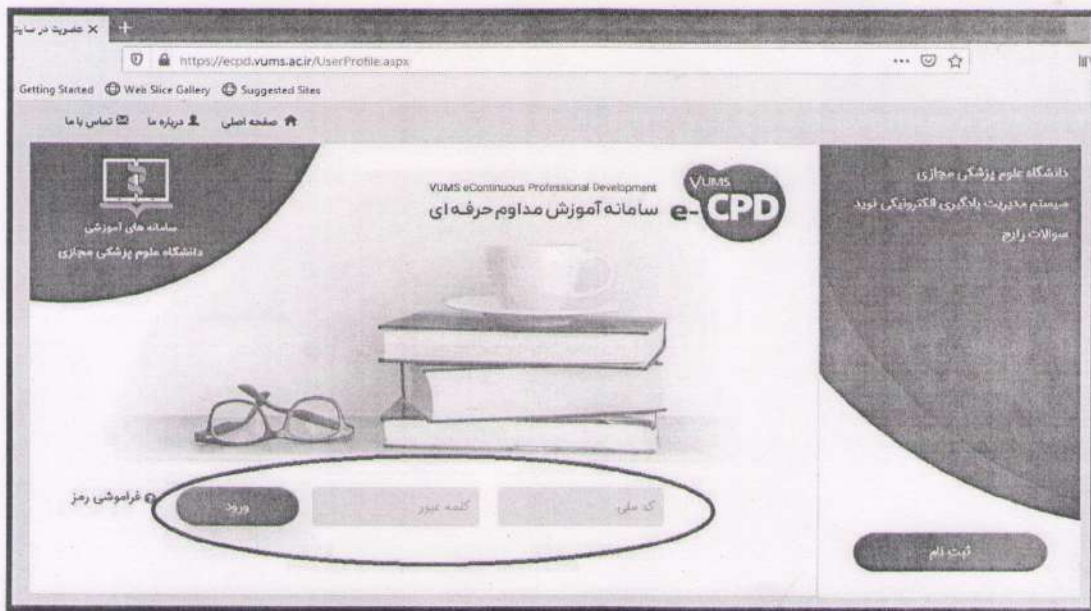 عضویت در سایت ×
+
https://ecpd.vums.ac.ir/UserProfile.aspx
Getting Started Web Slice Gallery Suggested Sites
صفحه اصلی درباره ما تماس با ما
دانشگاه علوم پزشکی مجازی
سیستم مدیریت یادگیری الکترونیکی نوید
سوالات رایج
VUMS
e-CPD
VUMS eContinuous Professional Development
سامانه آموزش مداوم حرفه ای
سامانه های آموزشی
دانشگاه علوم پزشکی مجازی
کد ملی کلمه عبور ورود فراموشی رمز
ثبت نام